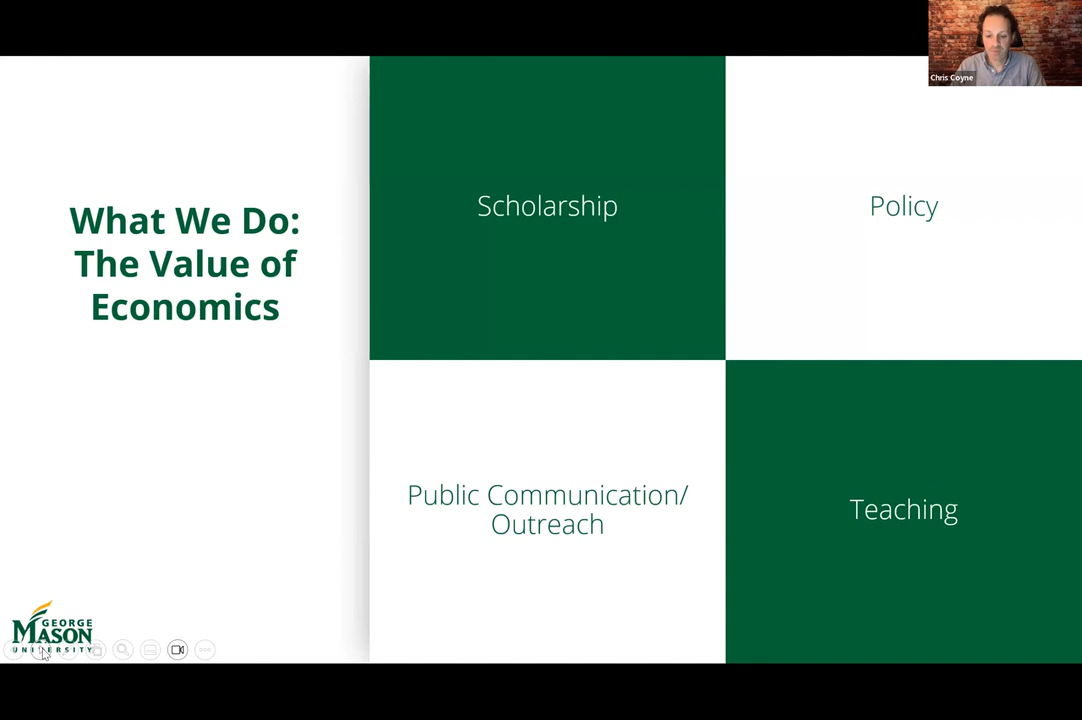 Chris Coyne
What We Do:
The Value of
Economics
Scholarship
Policy
Public Communication/
Outreach
Teaching
GEORGE
MASON
UNIVERSITY